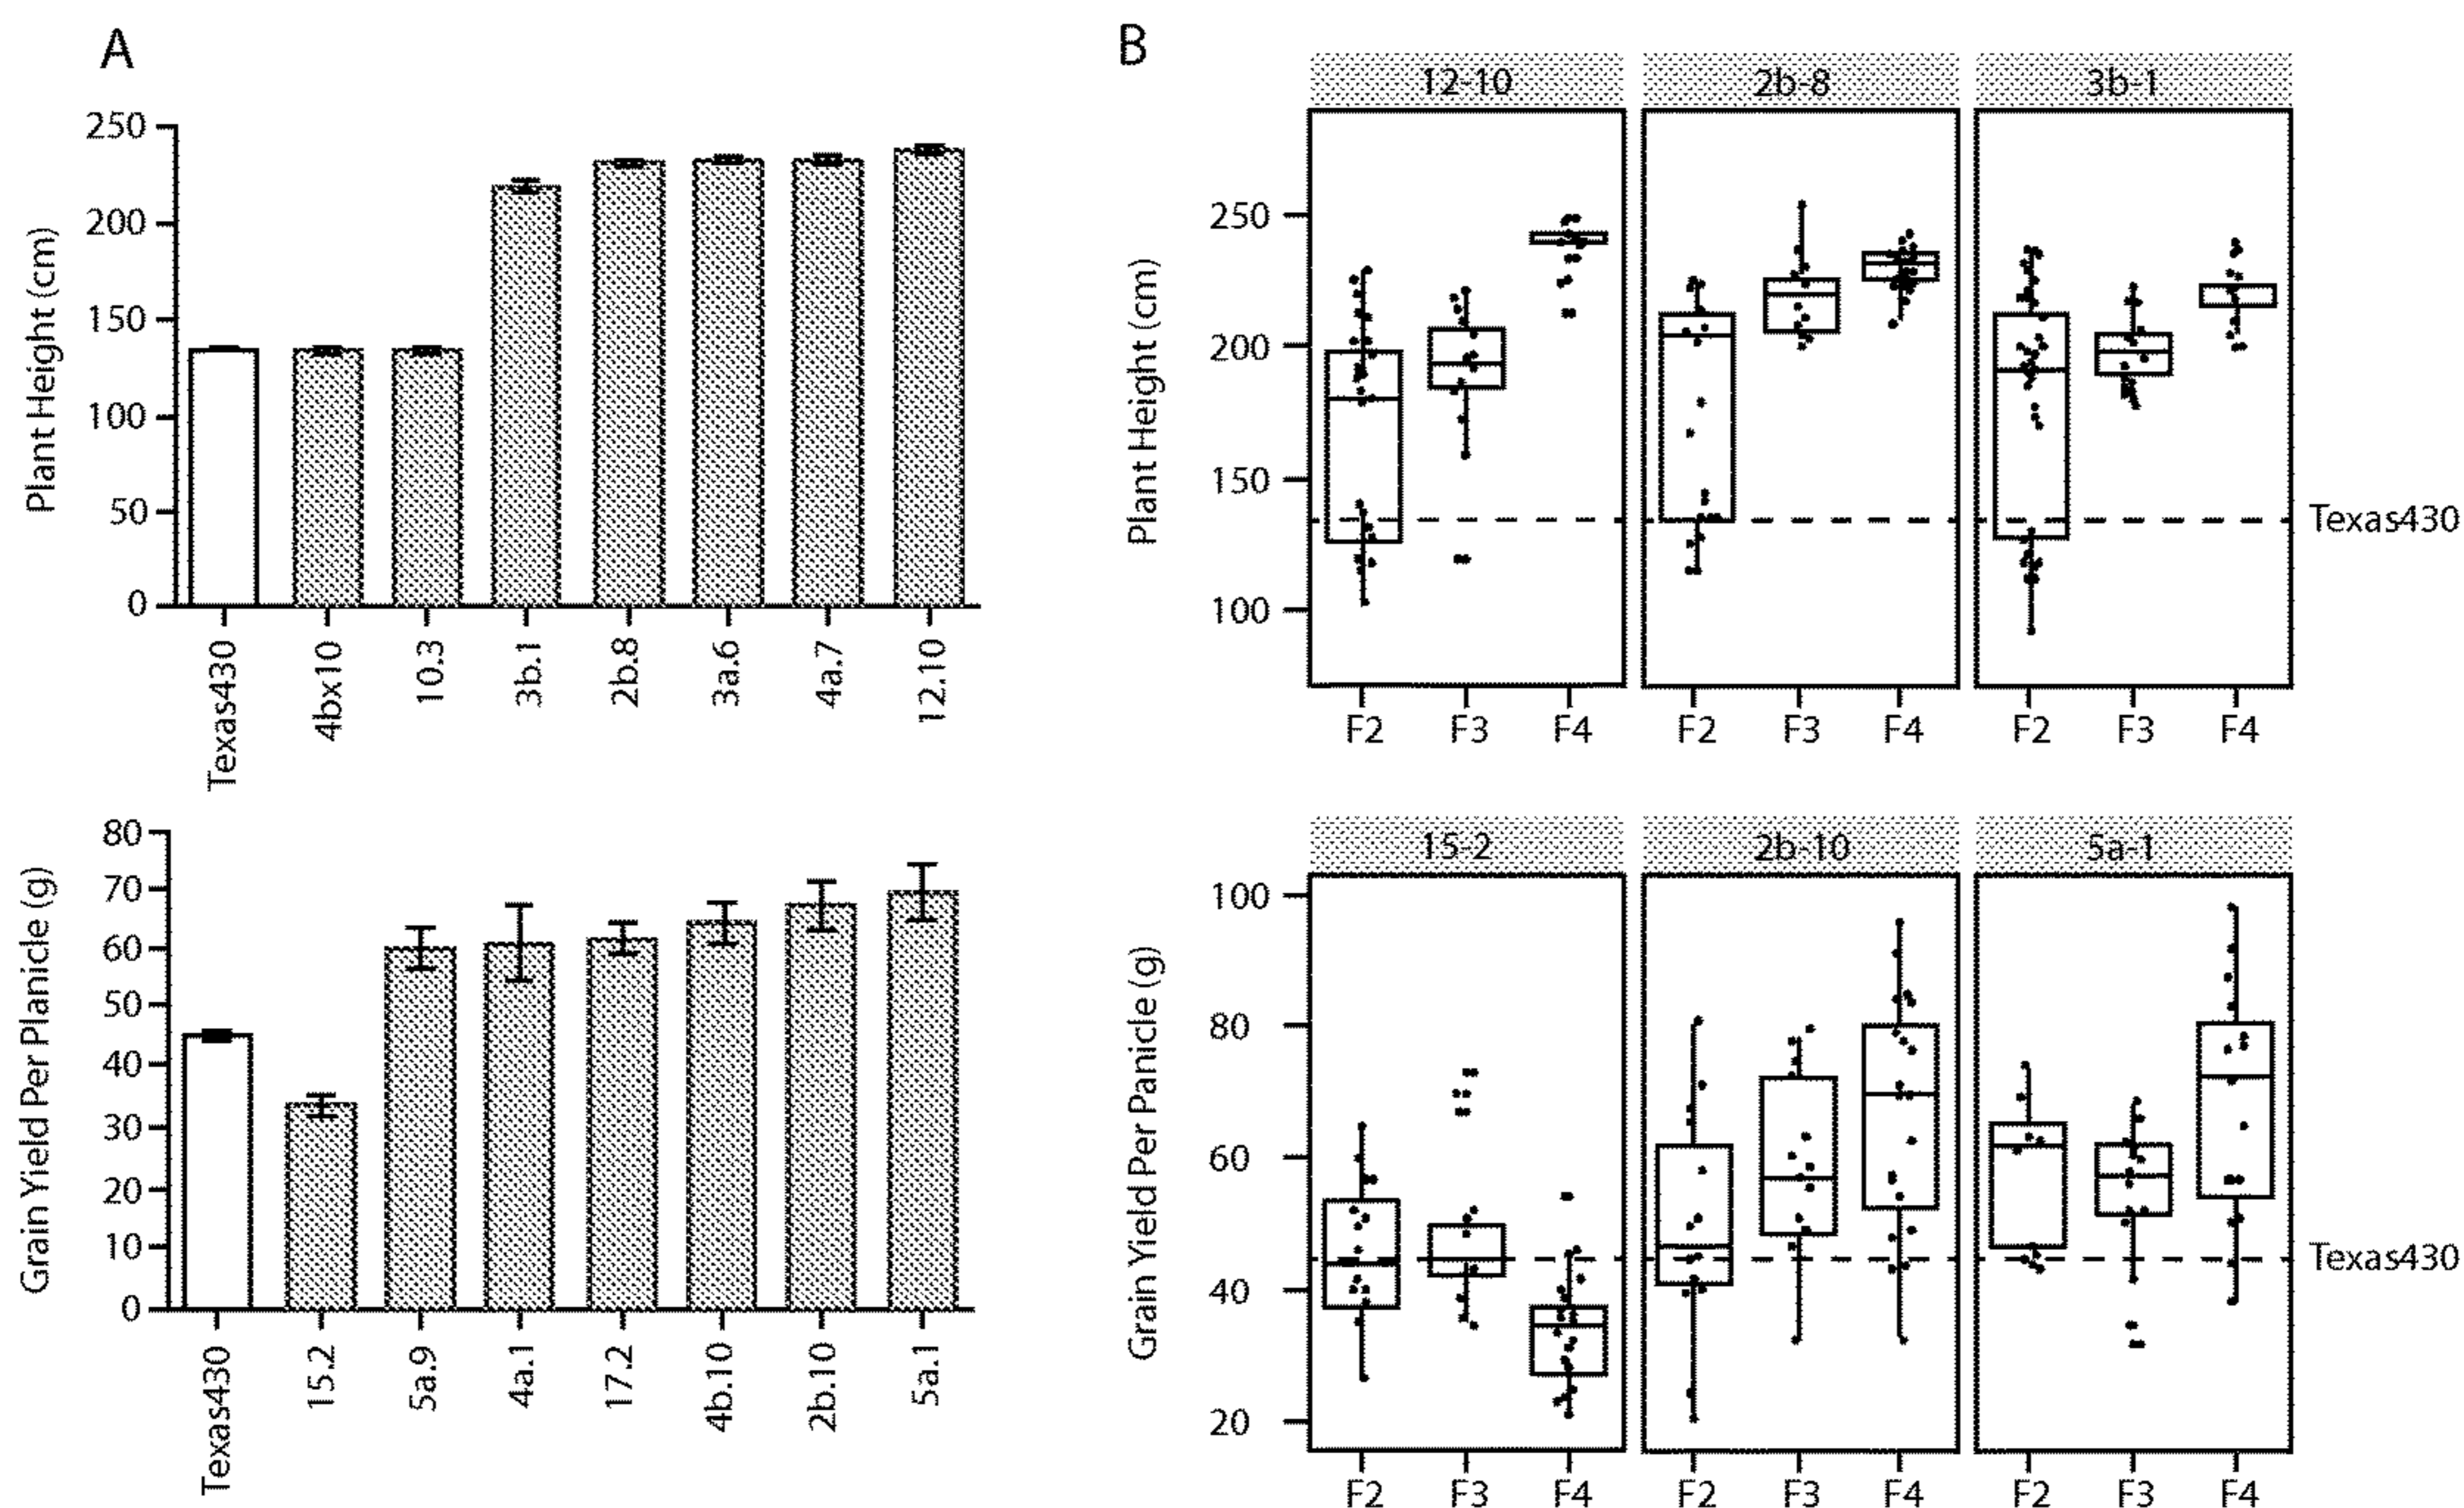 A
Plant Height (cm)
250
200
150
100
50
0
Texas430
4bx10
10.3
3b.1
2b.8
3a.6
4a.7
12.10
Grain Yield Per Planicle (g)
80
70
60
50
40
30
20
10
0
Texas430
15.2
5a.9
4a.1
17.2
4b.10
2b.10
5a.1
B
12-10
2b-8
3b-1
Plant Height (cm)
250
200
150
100
Texas430
F2 F3 F4
F2 F3 F4
F2 F3 F4
15-2
2b-10
5a-1
Grain Yield Per Panicle (g)
100
80
60
40
20
Texas430
F2 F3 F4
F2 F3 F4
F2 F3 F4